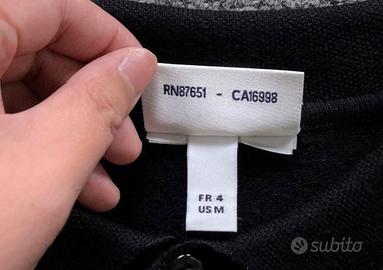 RN87651 - CA16998
FR 4
US M
subito